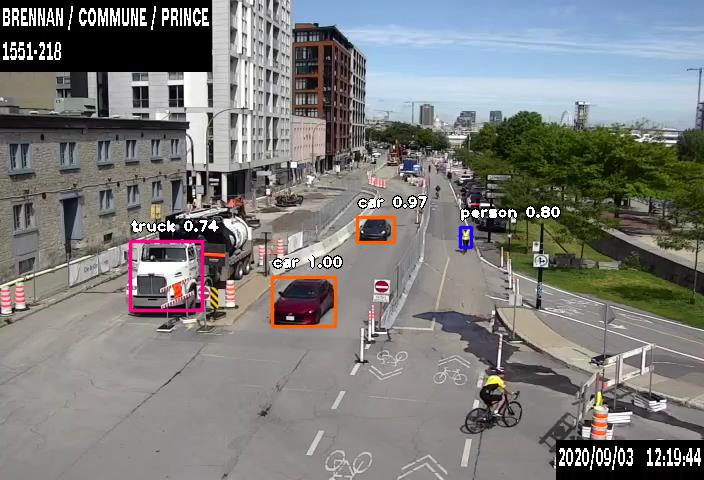 BRENNAN / COMMUNE / PRINCE
1551-218
car 0.97
person 0.80
truck 0.74
car 1.00
2020/09/03 12:19:44